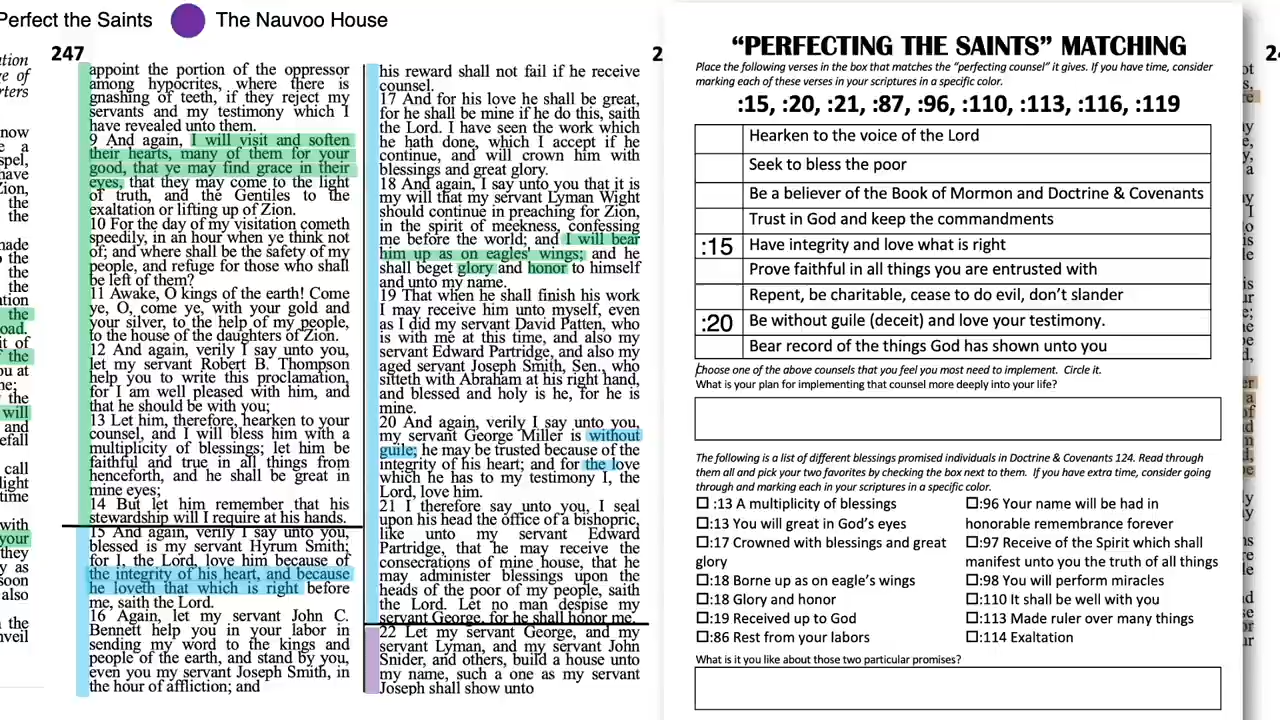 Perfect the Saints
The Nauvoo House
ation
ge of
rters
now
e a
spel,
have
Zion,
the
the
made
o the
the
ntion
the
oad.
it of
f the
ou at
ne;
y the
will
and
efall
call
light
time
with
your
they
y as
soon
also
n the
nveil
247
appoint the portion of the oppressor
among hypocrites, where there is
gnashing of teeth, if they reject my
servants and my testimony which I
have revealed unto them.
9 And again, I will visit and soften
their hearts, many of them for your
good, that ye may find grace in their
eyes, that they may come to the light
of truth, and the Gentiles to the
exaltation or lifting up of Zion.
10 For the day of my visitation cometh
speedily, in an hour when ye think not
of; and where shall be the safety of my
people, and refuge for those who shall
be left of them?
11 Awake, O kings of the earth! Come
ye, O, come ye, with your gold and
your silver, to the help of my people,
to the house of the daughters of Zion.
12 And again, verily I say unto you,
let my servant Robert B. Thompson
help you to write this proclamation,
for I am well pleased with him, and
that he should be with you;
13 Let him, therefore, hearken to your
counsel, and I will bless him with a
multiplicity of blessings; let him be
faithful and true in all things from
henceforth, and he shall be great in
mine eyes;
14 But let him remember that his
stewardship will I require at his hands.
15 And again, verily I say unto you,
blessed is my servant Hyrum Smith;
for I, the Lord, love him because of
the integrity of his heart, and because
he loveth that which is right before
me, saith the Lord.
16 Again, let my servant John C.
Bennett help you in your labor in
sending my word to the kings and
people of the earth, and stand by you,
even you my servant Joseph Smith, in
the hour of affliction; and
2
his reward shall not fail if he receive
counsel.
17 And for his love he shall be great,
for he shall be mine if he do this, saith
the Lord. I have seen the work which
he hath done, which I accept if he
continue, and will crown him with
blessings and great glory.
18 And again, I say unto you that it is
my will that my servant Lyman Wight
should continue in preaching for Zion,
in the spirit of meekness, confessing
me before the world; and I will bear
him up as on eagles' wings; and he
shall beget glory and honor to himself
and unto my name.
19 That when he shall finish his work
I may receive him unto myself, even
as I did my servant David Patten, who
is with me at this time, and also my
servant Edward Partridge, and also my
aged servant Joseph Smith, Sen., who
sitteth with Abraham at his right hand,
and blessed and holy is he, for he is
mine.
20 And again, verily I say unto you,
my servant George Miller is without
guile; he may be trusted because of the
integrity of his heart; and for the love
which he has to my testimony I, the
Lord, love him.
21 I therefore say unto you, I seal
upon his head the office of a bishopric,
like unto my servant Edward
Partridge, that he may receive the
consecrations of mine house, that he
may administer blessings upon the
heads of the poor of my people, saith
the Lord. Let no man despise my
servant George, for he shall honor me.
22 Let my servant George, and my
servant Lyman, and my servant John
Snider, and others, build a house unto
my name, such a one as my servant
Joseph shall show unto
“PERFECTING THE SAINTS” MATCHING
Place the following verses in the box that matches the “perfecting counsel” it gives. If you have time, consider
marking each of these verses in your scriptures in a specific color.
:15, :20, :21, :87, :96, :110, :113, :116, :119
Hearken to the voice of the Lord
Seek to bless the poor
Be a believer of the Book of Mormon and Doctrine & Covenants
Trust in God and keep the commandments
:15 Have integrity and love what is right
Prove faithful in all things you are entrusted with
Repent, be charitable, cease to do evil, don’t slander
:20 Be without guile (deceit) and love your testimony.
Bear record of the things God has shown unto you
Choose one of the above counsels that you feel you most need to implement. Circle it.
What is your plan for implementing that counsel more deeply into your life?
The following is a list of different blessings promised individuals in Doctrine & Covenants 124. Read through
them all and pick your two favorites by checking the box next to them. If you have extra time, consider going
through and marking each in your scriptures in a specific color.
☐ :13 A multiplicity of blessings
☐:13 You will great in God’s eyes
☐:17 Crowned with blessings and great
glory
☐:18 Borne up as on eagle’s wings
☐:18 Glory and honor
☐:19 Received up to God
☐:86 Rest from your labors
☐:96 Your name will be had in
honorable remembrance forever
☐:97 Receive of the Spirit which shall
manifest unto you the truth of all things
☐:98 You will perform miracles
☐:110 It shall be well with you
☐:113 Made ruler over many things
☐:114 Exaltation
What is it you like about those two particular promises?